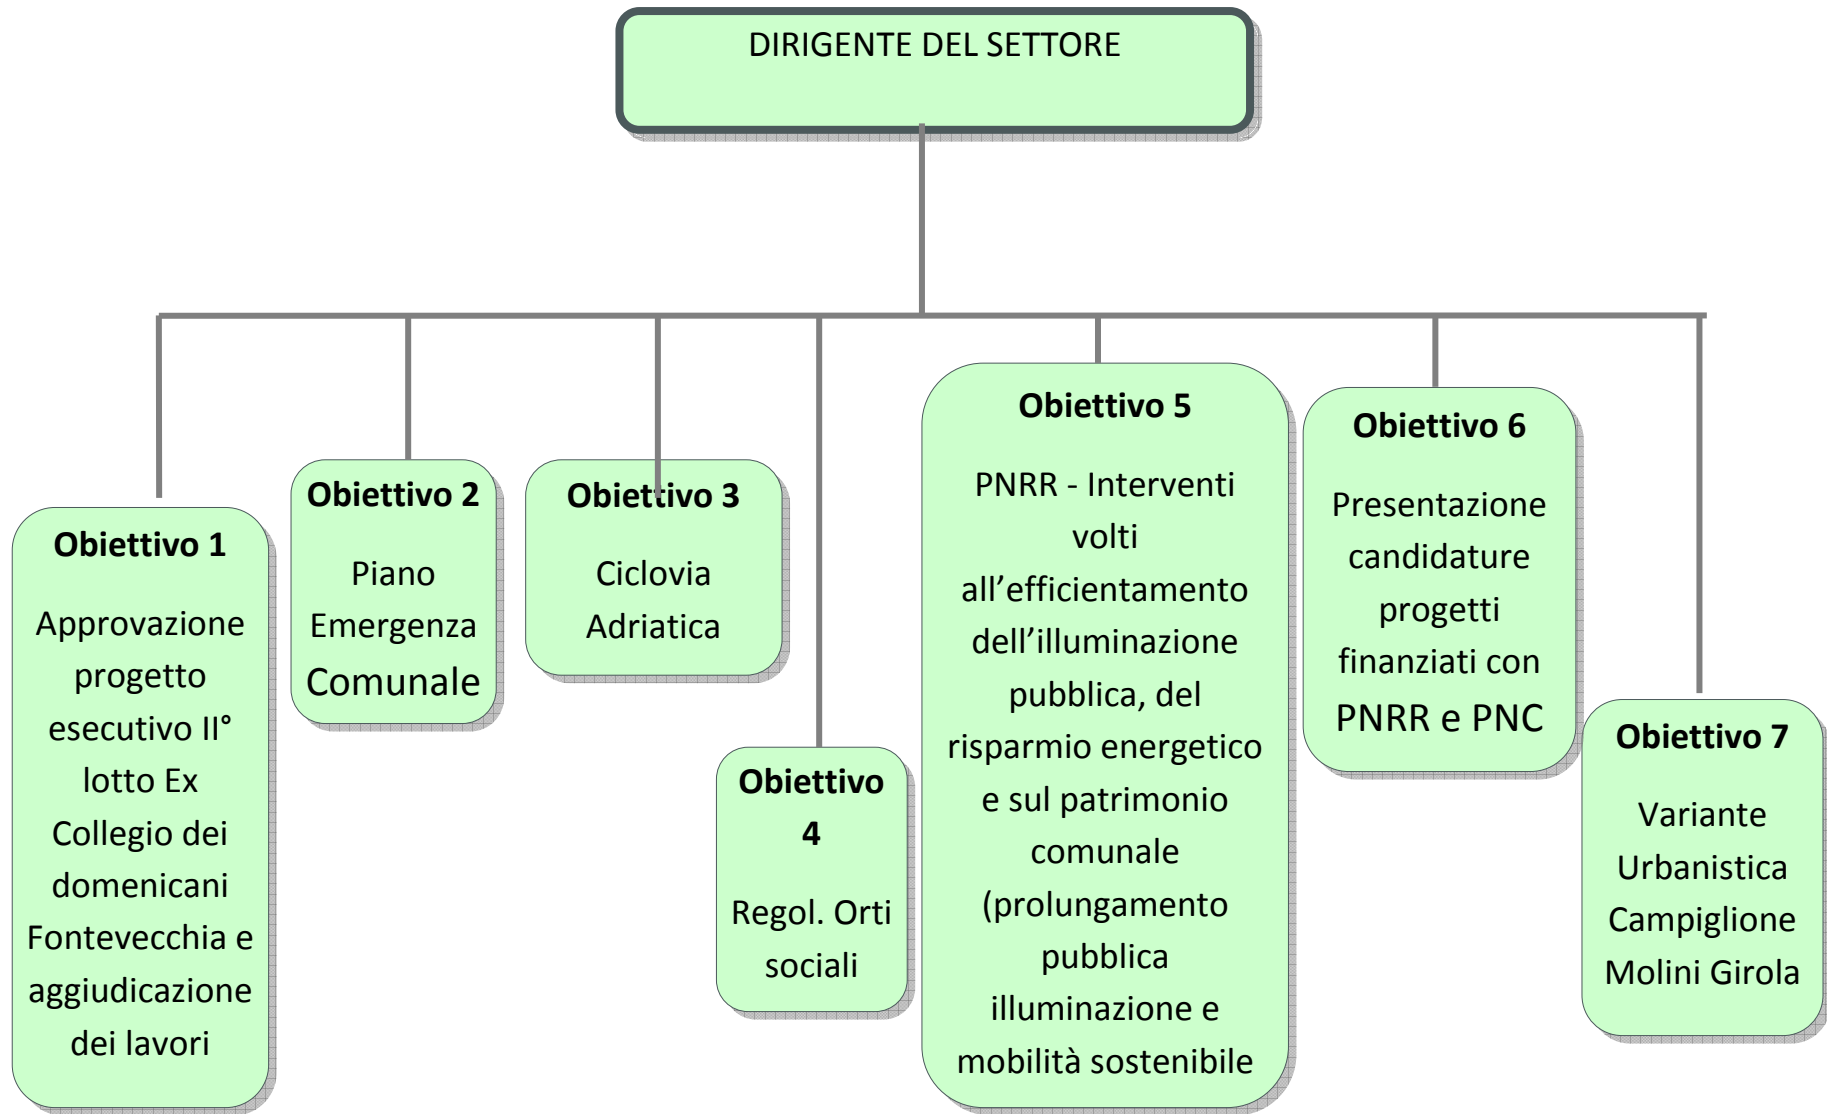 DIRIGENTE DEL SETTORE
Obiettivo 1
Approvazione
progetto
esecutivo II°
lotto Ex
Collegio dei
domenicani
Fontevecchia e
aggiudicazione
dei lavori
Obiettivo 2
Piano
Emergenza
Comunale
Obiettivo 3
Ciclovia
Adriatica
Obiettivo
4
Regol. Orti
sociali
Obiettivo 5
PNRR - Interventi
volti
all’efficientamento
dell’illuminazione
pubblica, del
risparmio energetico
e sul patrimonio
comunale
(prolungamento
pubblica
illuminazione e
mobilità sostenibile
Obiettivo 6
Presentazione
candidature
progetti
finanziati con
PNRR e PNC
Obiettivo 7
Variante
Urbanistica
Campiglione
Molini Girola